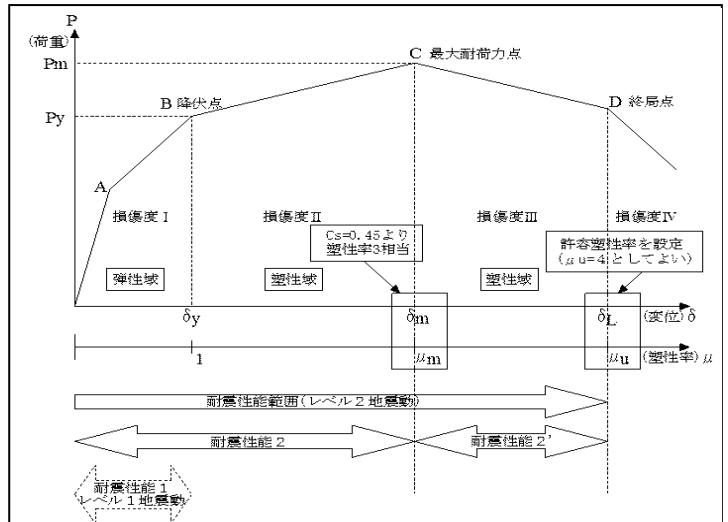 P
(荷重)
Pm
C 最大耐荷力点
B 降伏点
D 終局点
Py
A
損傷度Ⅰ
損傷度Ⅱ
損傷度Ⅲ
損傷度Ⅳ
Cs=0.45より
塑性率3相当
許容塑性率を設定
(μu=4としてよい)
弾性域
塑性域
塑性域
δy
δm
δL
(変位)δ
1
μm
μu
(塑性率)μ
耐震性能範囲(レベル2地震動)
耐震性能2
耐震性能2'
耐震性能1
レベル1地震動